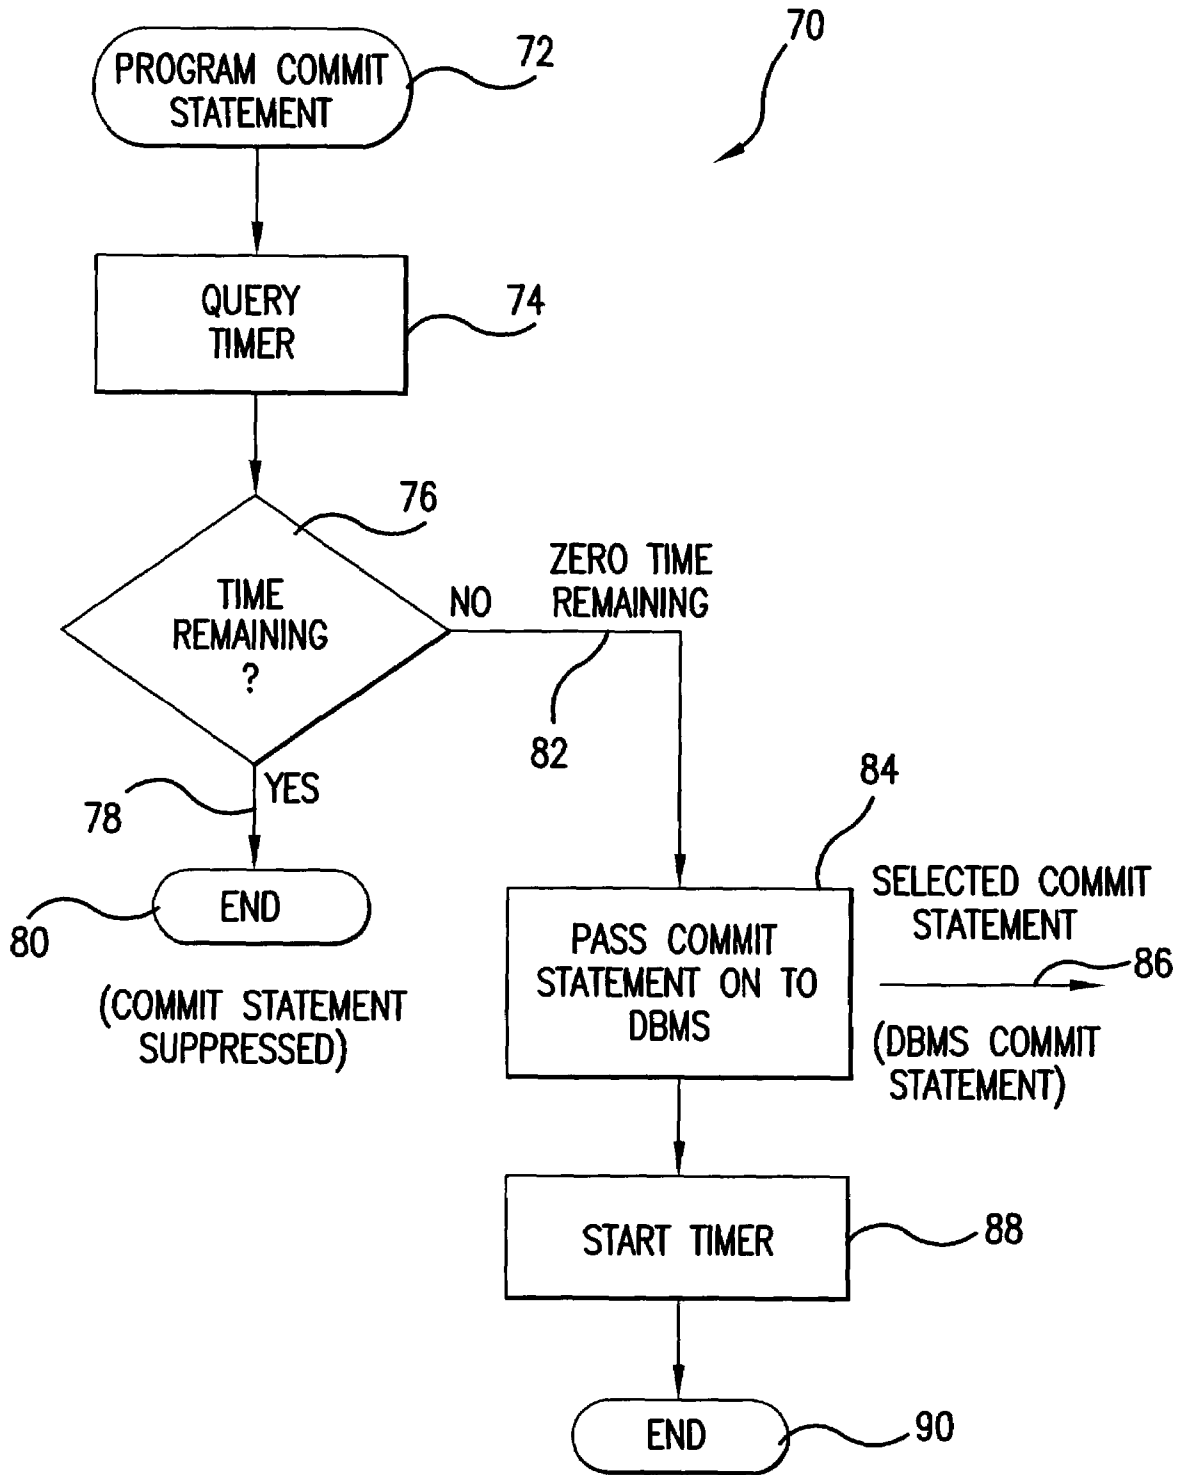 70
PROGRAM COMMIT
STATEMENT
72
QUERY
TIMER
74
76
TIME
REMAINING
?
NO
ZERO TIME
REMAINING
82
YES
78
END
80
(COMMIT STATEMENT
SUPPRESSED)
84
PASS COMMIT
STATEMENT ON TO
DBMS
SELECTED COMMIT
STATEMENT
86
(DBMS COMMIT
STATEMENT)
START TIMER
88
END
90